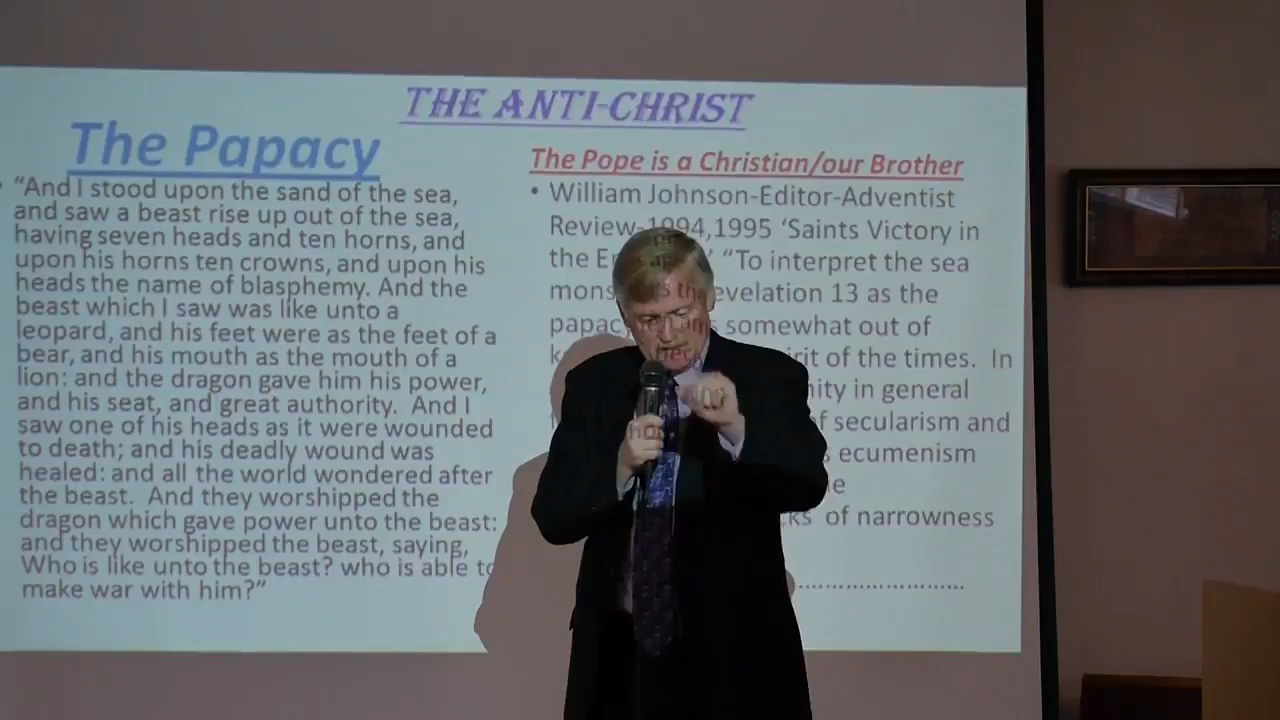 THE ANTI-CHRIST
The Papacy
“And I stood upon the sand of the sea,
and saw a beast rise up out of the sea,
having seven heads and ten horns, and
upon his horns ten crowns, and upon his
heads the name of blasphemy. And the
beast which I saw was like unto a
leopard, and his feet were as the feet of a
bear, and his mouth as the mouth of a
lion: and the dragon gave him his power,
and his seat, and great authority. And I
saw one of his heads as it were wounded
to death; and his deadly wound was
healed: and all the world wondered after
the beast. And they worshipped the
dragon which gave power unto the beast:
and they worshipped the beast, saying,
Who is like unto the beast? who is able to
make war with him?”
The Pope is a Christian/our Brother
• William Johnson-Editor-Adventist
Review-1994,1995 ‘Saints Victory in
the “To interpret the sea
Revelation 13 as the
somewhat out of
of the times. In
in general
of secularism and
ecumenism
of narrowness
........................